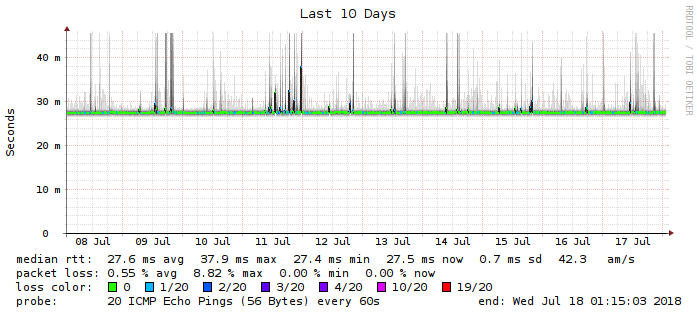 Last 10 Days
RRDTOOL / TOBI OETIKER
Seconds
40 m
30 m
20 m
10 m
0
08 Jul 09 Jul 10 Jul 11 Jul 12 Jul 13 Jul 14 Jul 15 Jul 16 Jul 17 Jul
median rtt: 27.6 ms avg 37.9 ms max 27.4 ms min 27.5 ms now 0.7 ms sd 42.3 am/s
packet loss: 0.55 % avg 8.82 % max 0.00 % min 0.00 % now
loss color: 0 1/20 2/20 3/20 4/20 10/20 19/20
probe: 20 ICMP Echo Pings (56 Bytes) every 60s end: Wed Jul 18 01:15:03 2018